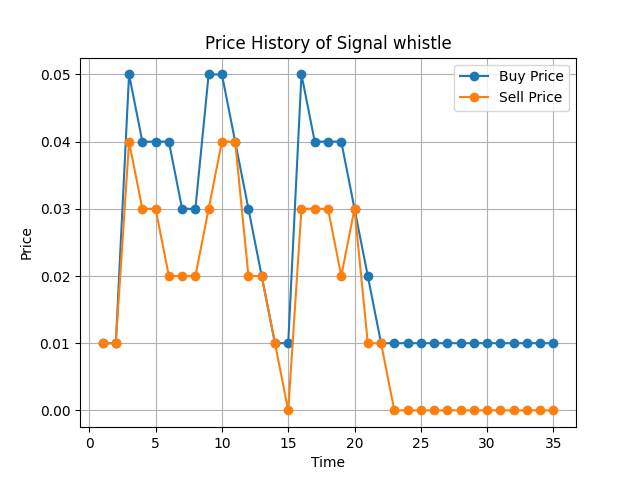 Price History of Signal whistle
Buy Price
Sell Price
Price
0.05
0.04
0.03
0.02
0.01
0.00
0 5 10 15 20 25 30 35
Time